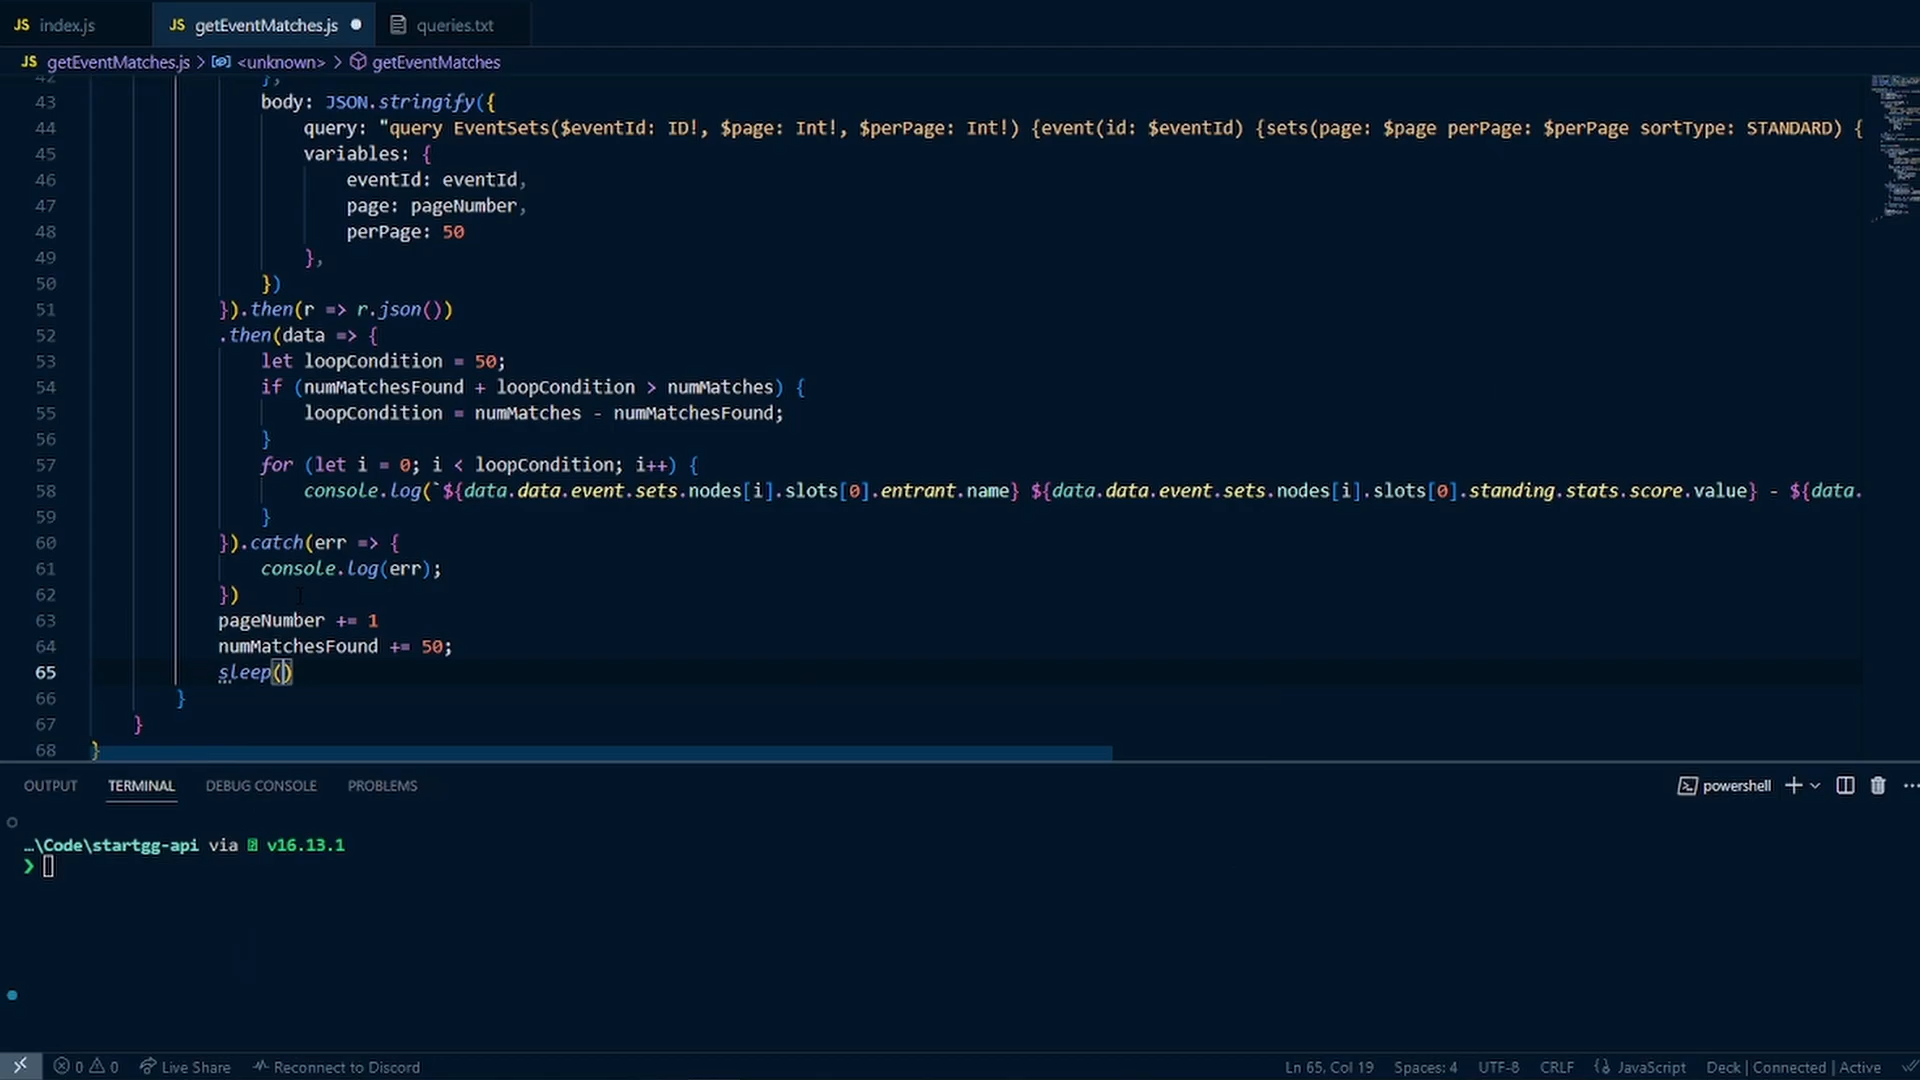 JS index.js
JS getEventMatches.js
queries.txt
JS getEventMatches.js > <unknown> > getEventMatches
42 },
43 body: JSON.stringify({
44 query: "query EventSets($eventId: ID!, $page: Int!, $perPage: Int!) {event(id: $eventId) {sets(page: $page perPage: $perPage sortType: STANDARD) {
45 variables: {
46 eventId: eventId,
47 page: pageNumber,
48 perPage: 50
49 },
50 })
51 }).then(r => r.json())
52 .then(data => {
53 let loopCondition = 50;
54 if (numMatchesFound + loopCondition > numMatches) {
55 loopCondition = numMatches - numMatchesFound;
56 }
57 for (let i = 0; i < loopCondition; i++) {
58 console.log(`${data.data.event.sets.nodes[i].slots[0].entrant.name} ${data.data.event.sets.nodes[i].slots[0].standing.stats.score.value} - ${data.
59 }
60 }).catch(err => {
61 console.log(err);
62 })
63 pageNumber += 1
64 numMatchesFound += 50;
65 sleep()
66 }
67 }
68 }
OUTPUT TERMINAL DEBUG CONSOLE PROBLEMS
powershell
…\Code\startgg-api via v16.13.1
❯
0 0 Live Share Reconnect to Discord
Ln 65, Col 19 Spaces: 4 UTF-8 CRLF JavaScript Deck | Connected | Active